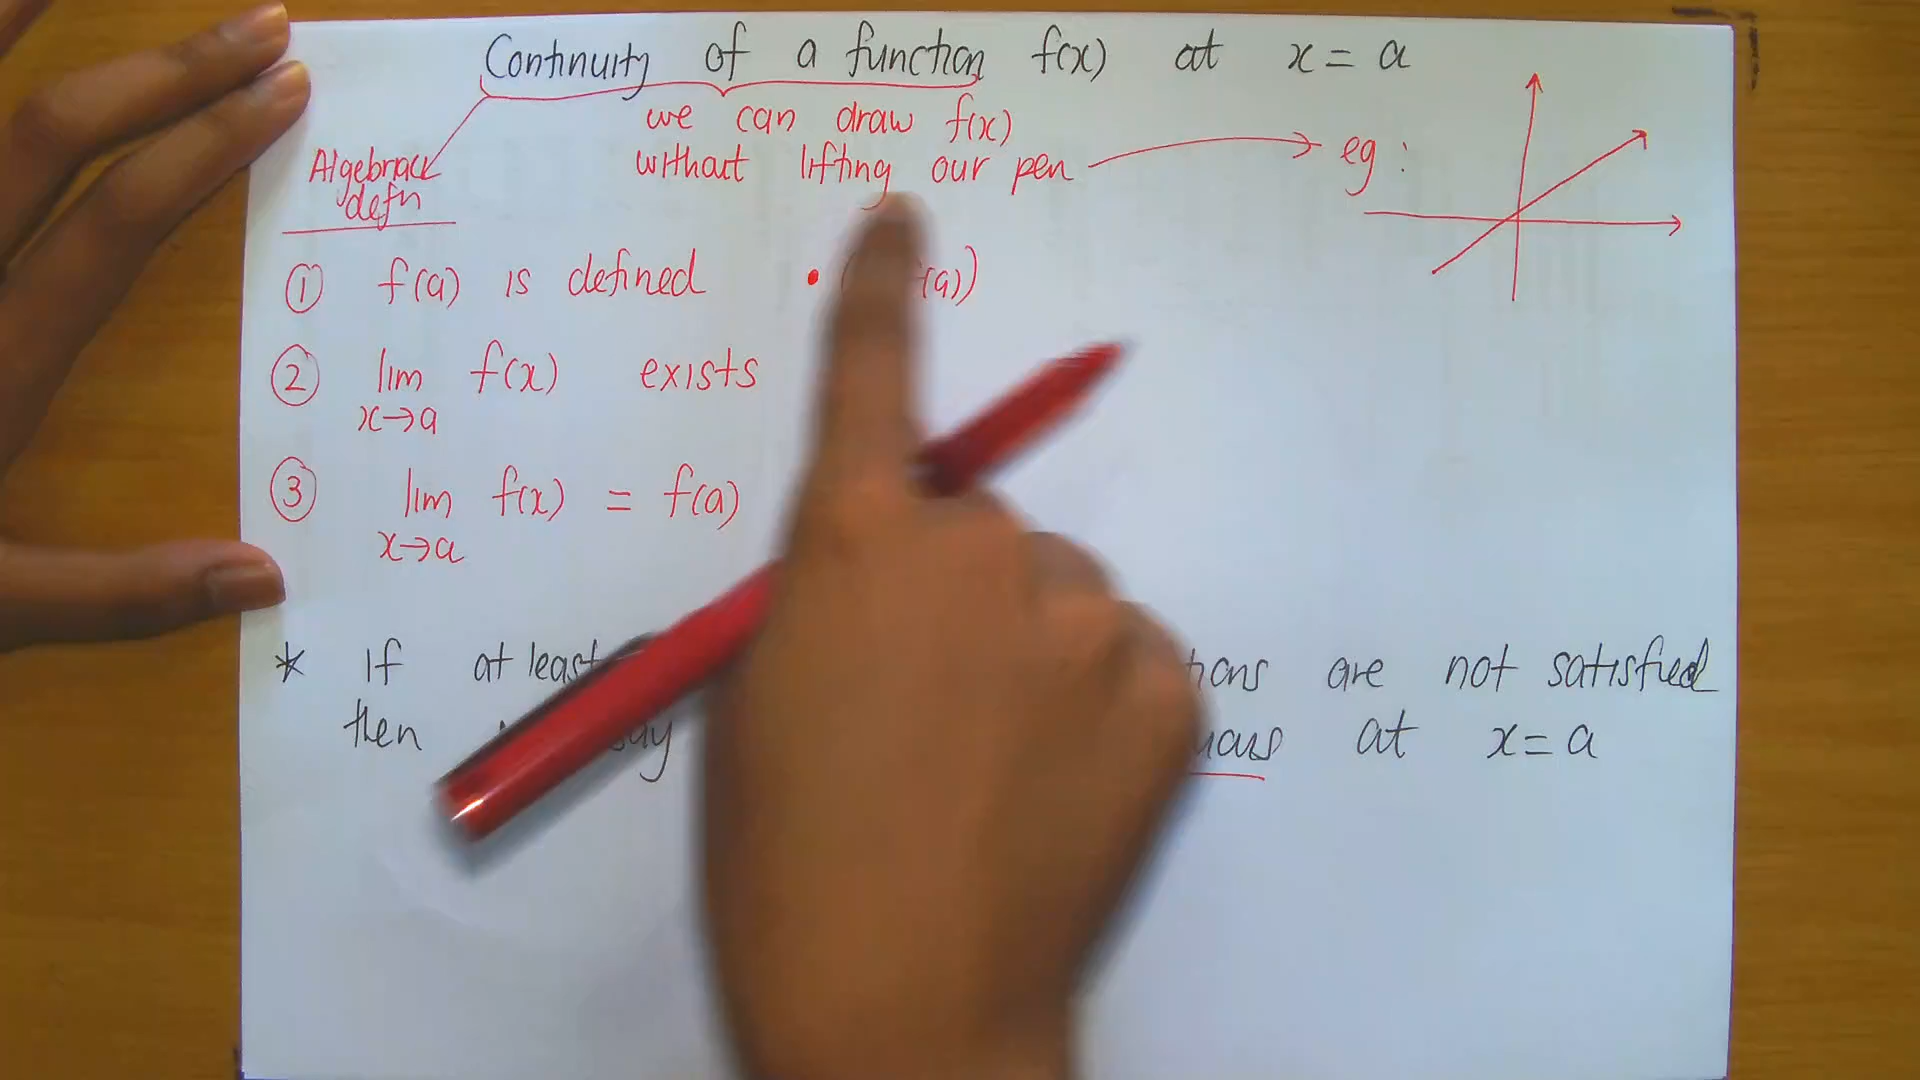 Continuity of a function f(x) at x = a
we can draw f(x)
without lifting our pen → eg :
Algebraic
defn
① f(a) is defined • (a))
② lim f(x) exists
x→a
③ lim f(x) = f(a)
x→a
* If at least are not satisfied
then say at x = a